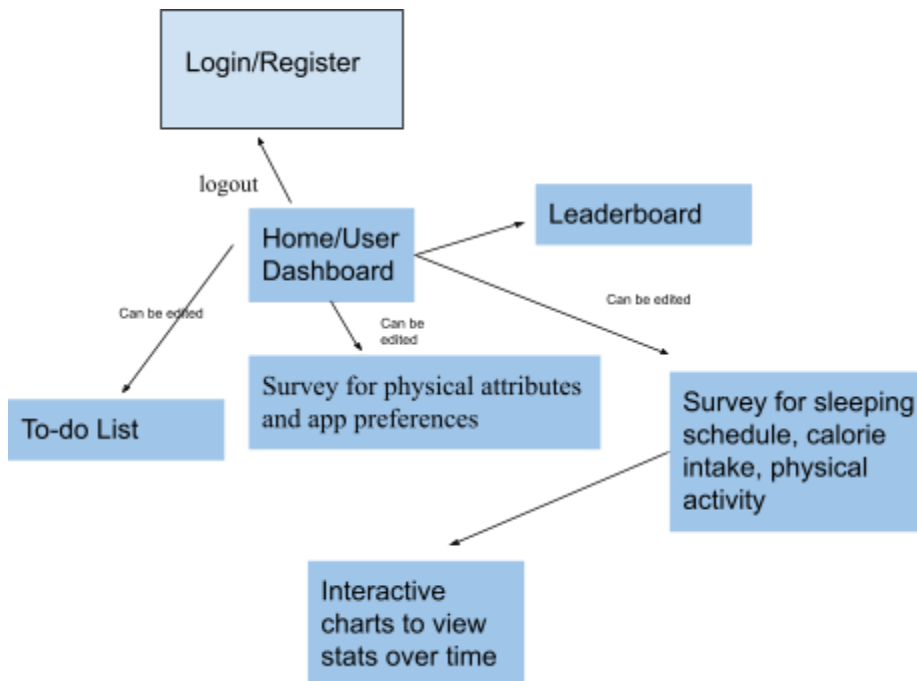 Login/Register
logout
Leaderboard
Home/User
Dashboard
Can be edited
Can be edited
Can be
edited
Survey for physical attributes
and app preferences
To-do List
Survey for sleeping
schedule, calorie
intake, physical
activity
Interactive
charts to view
stats over time